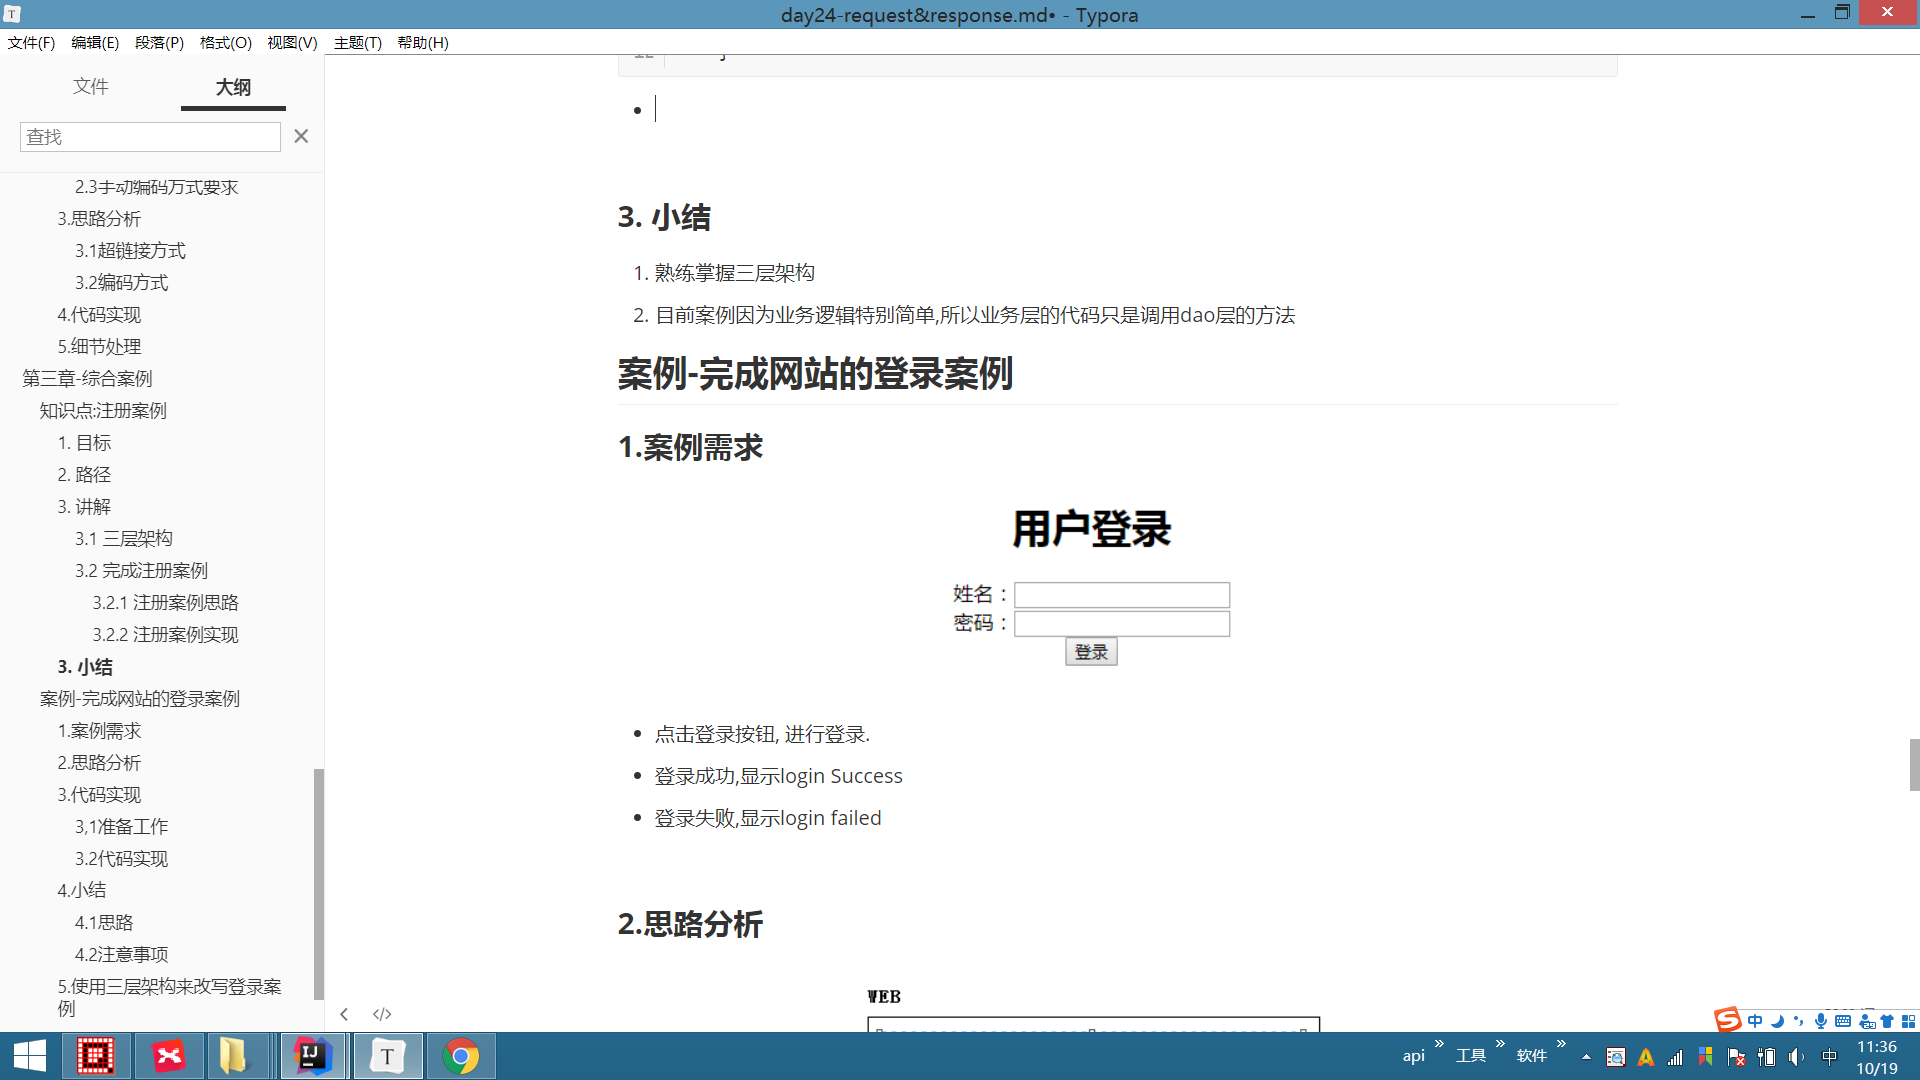 day24-request&response.md• - Typora
文件(F) 编辑(E) 段落(P) 格式(O) 视图(V) 主题(T) 帮助(H)
文件 大纲
查找
2.3手动编码方式要求
3.思路分析
3.1超链接方式
3.2编码方式
4.代码实现
5.细节处理
第三章-综合案例
知识点:注册案例
1. 目标
2. 路径
3. 讲解
3.1 三层架构
3.2 完成注册案例
3.2.1 注册案例思路
3.2.2 注册案例实现
3. 小结
案例-完成网站的登录案例
1.案例需求
2.思路分析
3.代码实现
3,1准备工作
3.2代码实现
4.小结
4.1思路
4.2注意事项
5.使用三层架构来改写登录案
例
3. 小结
1. 熟练掌握三层架构
2. 目前案例因为业务逻辑特别简单,所以业务层的代码只是调用dao层的方法
案例-完成网站的登录案例
1.案例需求
用户登录
姓名：
密码：
登录
• 点击登录按钮, 进行登录.
• 登录成功,显示login Success
• 登录失败,显示login failed
2.思路分析
WEB
中
api 工具 软件 中
11:36
10/19